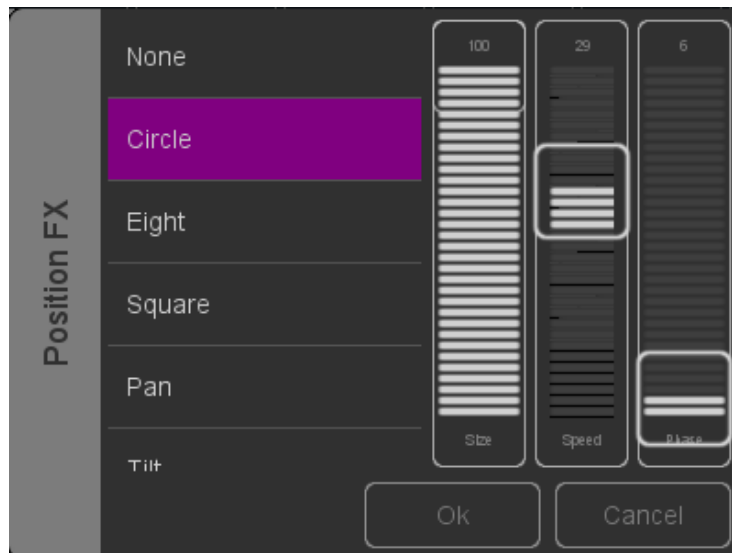 Position FX
None
Circle
Eight
Square
Pan
Tilt
100
29
6
Size
Speed
Phase
Ok
Cancel